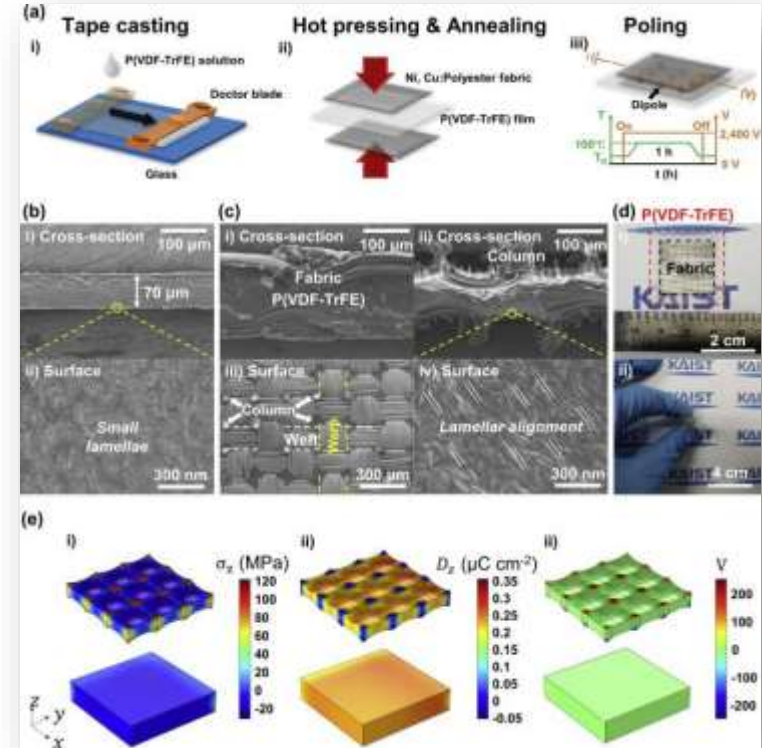 (a) Tape casting Hot pressing & Annealing Poling
i) ii) iii)
P(VDF-TrFE) solution
Doctor blade
Glass
Ni, Cu:Polyester fabric
P(VDF-TrFE) film
Dipole
T V
On Off 2,400 V
100℃
1 h
0 V
t (h)
(b) (c) (d)
i) Cross-section
100 μm
70 μm
ii) Surface
Small
lamellae
300 nm
i) Cross-section
100 μm
Fabric
P(VDF-TrFE)
ii) Cross-section
100 μm
Column
iii) Surface
Column
Weft
Warp
300 μm
iv) Surface
Lamellar alignment
300 nm
P(VDF-TrFE)
i)
Fabric
KAIST
2 cm
ii)
KAIST KAIST
KAIST
4 cm
(e)
i) ii) ii)
σz (MPa)
120
100
80
60
40
20
0
-20
Dz (μC cm-2)
0.35
0.3
0.25
0.2
0.15
0.1
0.05
0
-0.05
V
200
100
0
-100
-200
z
y
x